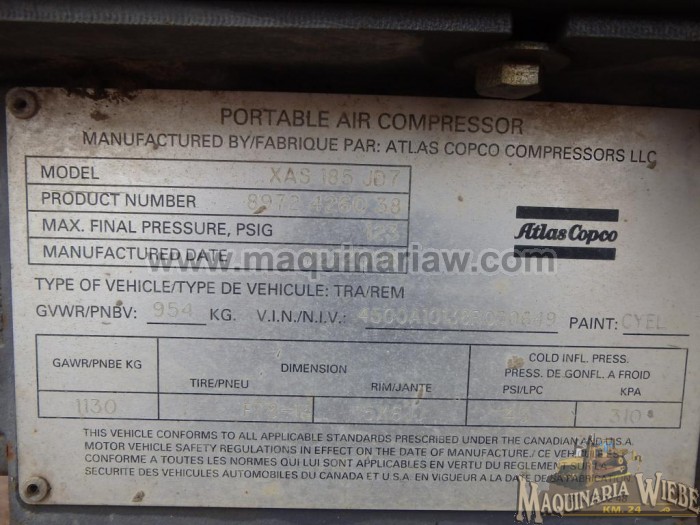 PORTABLE AIR COMPRESSOR
MANUFACTURED BY/FABRIQUE PAR: ATLAS COPCO COMPRESSORS LLC
MODEL XAS 185 JD7
PRODUCT NUMBER
MAX. FINAL PRESSURE, PSIG
MANUFACTURED DATE
Atlas Copco
www.maquinariaw.com
TYPE OF VEHICLE/TYPE DE VEHICULE: TRA/REM
GVWR/PNBV: 954 KG. V.I.N./N.I.V.: PAINT: CYEL
GAWR/PNBE KG DIMENSION COLD INFL. PRESS.
PRESS. DE GONFL. A FROID
TIRE/PNEU RIM/JANTE PSI/LPC KPA
1130 310
THIS VEHICLE CONFORMS TO ALL APPLICABLE STANDARDS PRESCRIBED UNDER THE CANADIAN AND U.S.A.
MOTOR VEHICLE SAFETY REGULATIONS IN EFFECT ON THE DATE OF MANUFACTURE./ CE VEHICULE
CONFORME A TOUTES LES NORMES QUI LUI SONT APPLICABLES EN VERTU DU REGLEMENT SUR LA
SECURITE DES VEHICULES AUTOMOBILES DU CANADA ET U.S.A. EN VIGUEUR A LA DATE DE SA FABRICATION
MAQUINARIA WIEBE
KM. 24